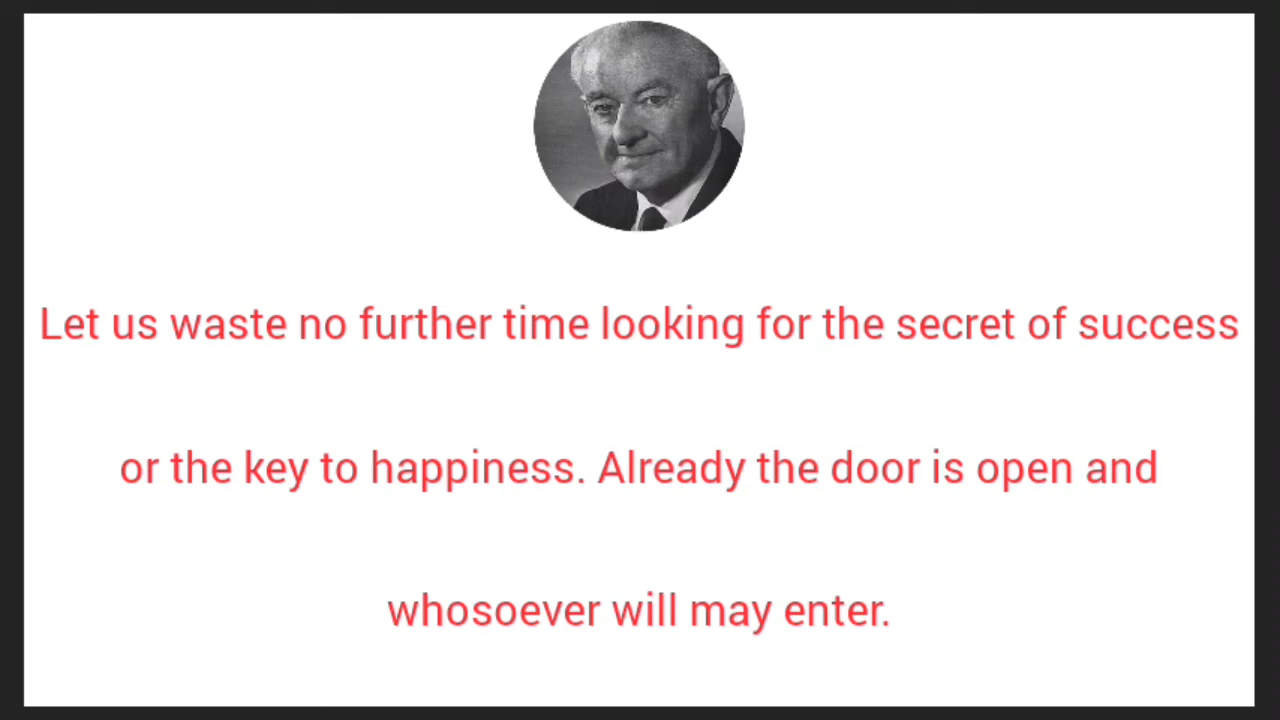 Let us waste no further time looking for the secret of success
or the key to happiness. Already the door is open and
whosoever will may enter.